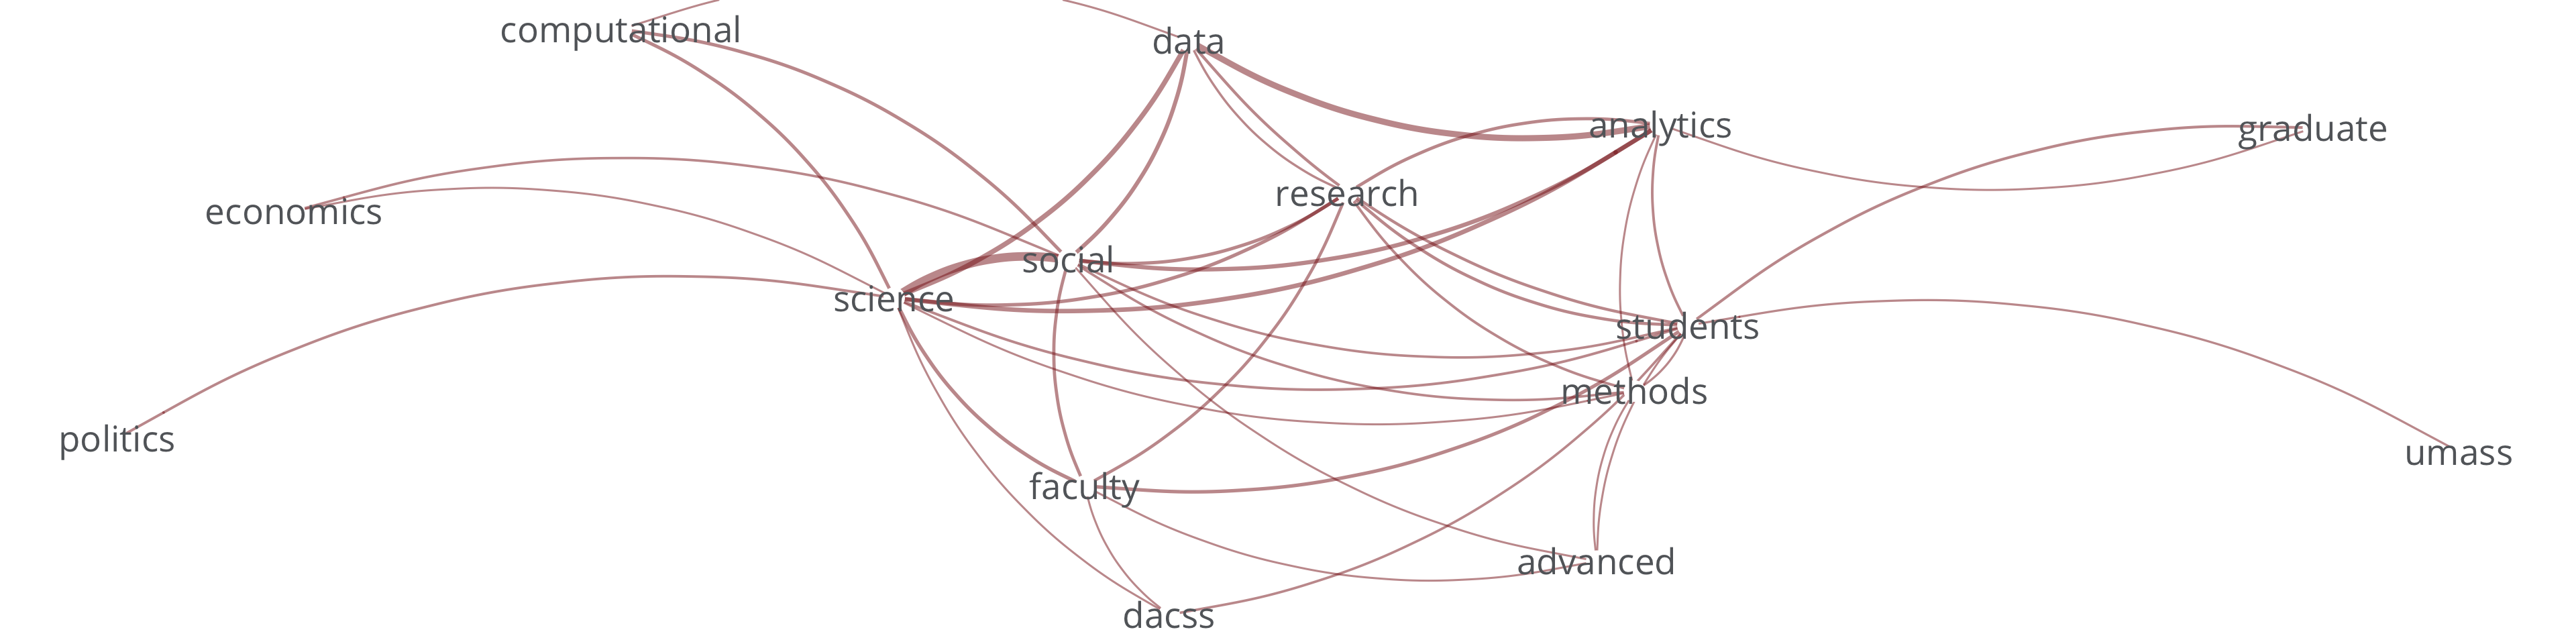 computational
data
analytics
graduate
research
economics
social
science
students
methods
politics
umass
faculty
advanced
dacss